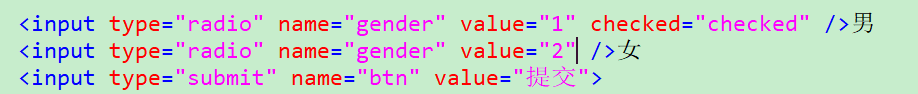 <input type="radio" name="gender" value="1" checked="checked" />男
<input type="radio" name="gender" value="2" />女
<input type="submit" name="btn" value="提交">